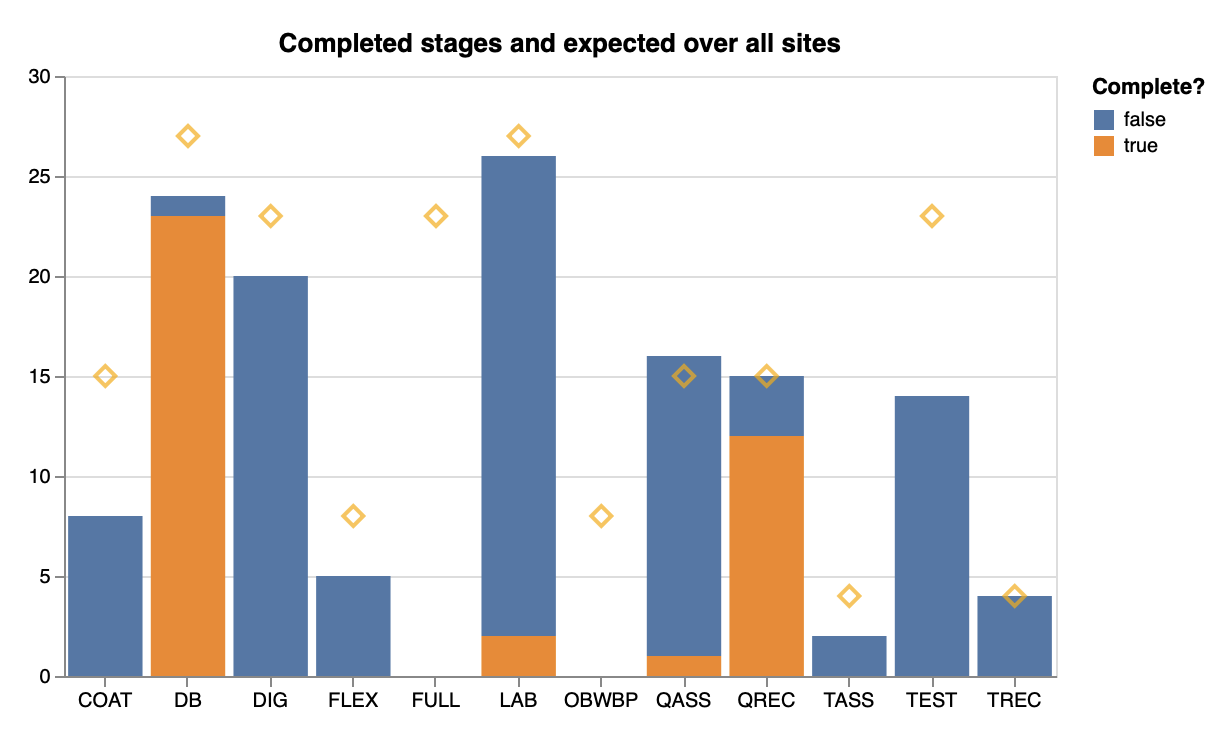 Completed stages and expected over all sites
30
25
20
15
10
5
0
COAT DB DIG FLEX FULL LAB OBWBP QASS QREC TASS TEST TREC
Complete?
false
true